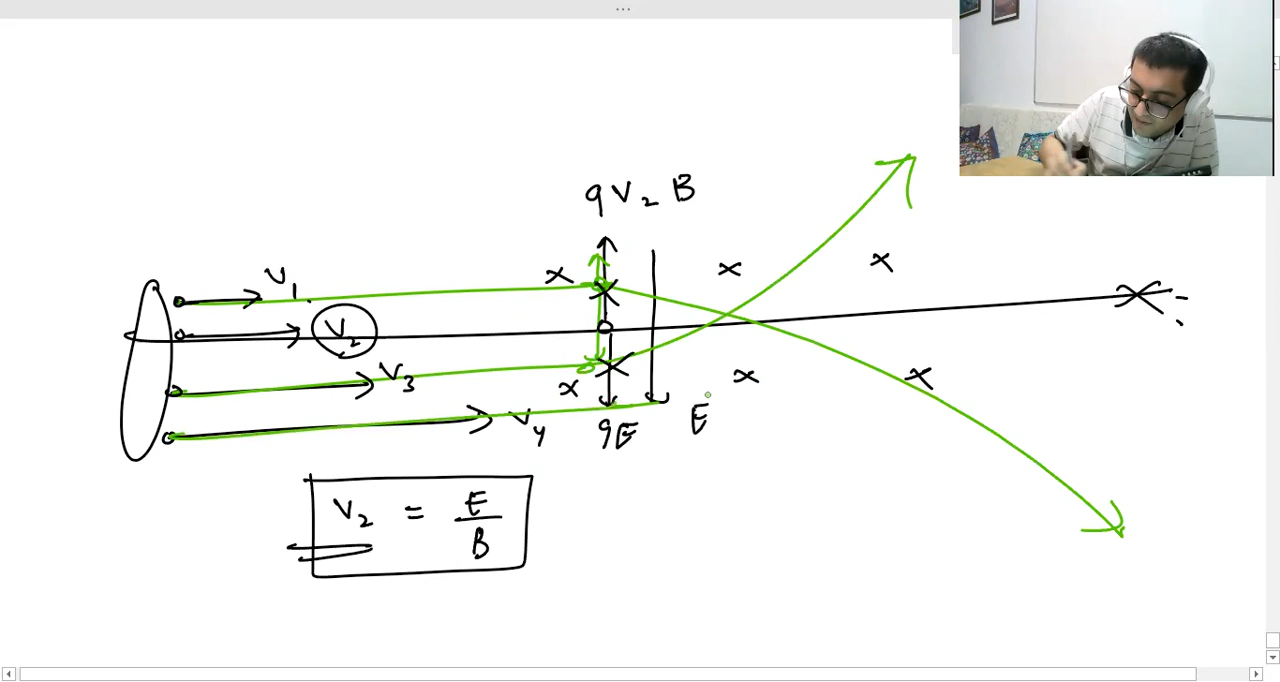 qV₂B
V₁
V₂
V₃
V₄
qE
E
V₂ = E/B